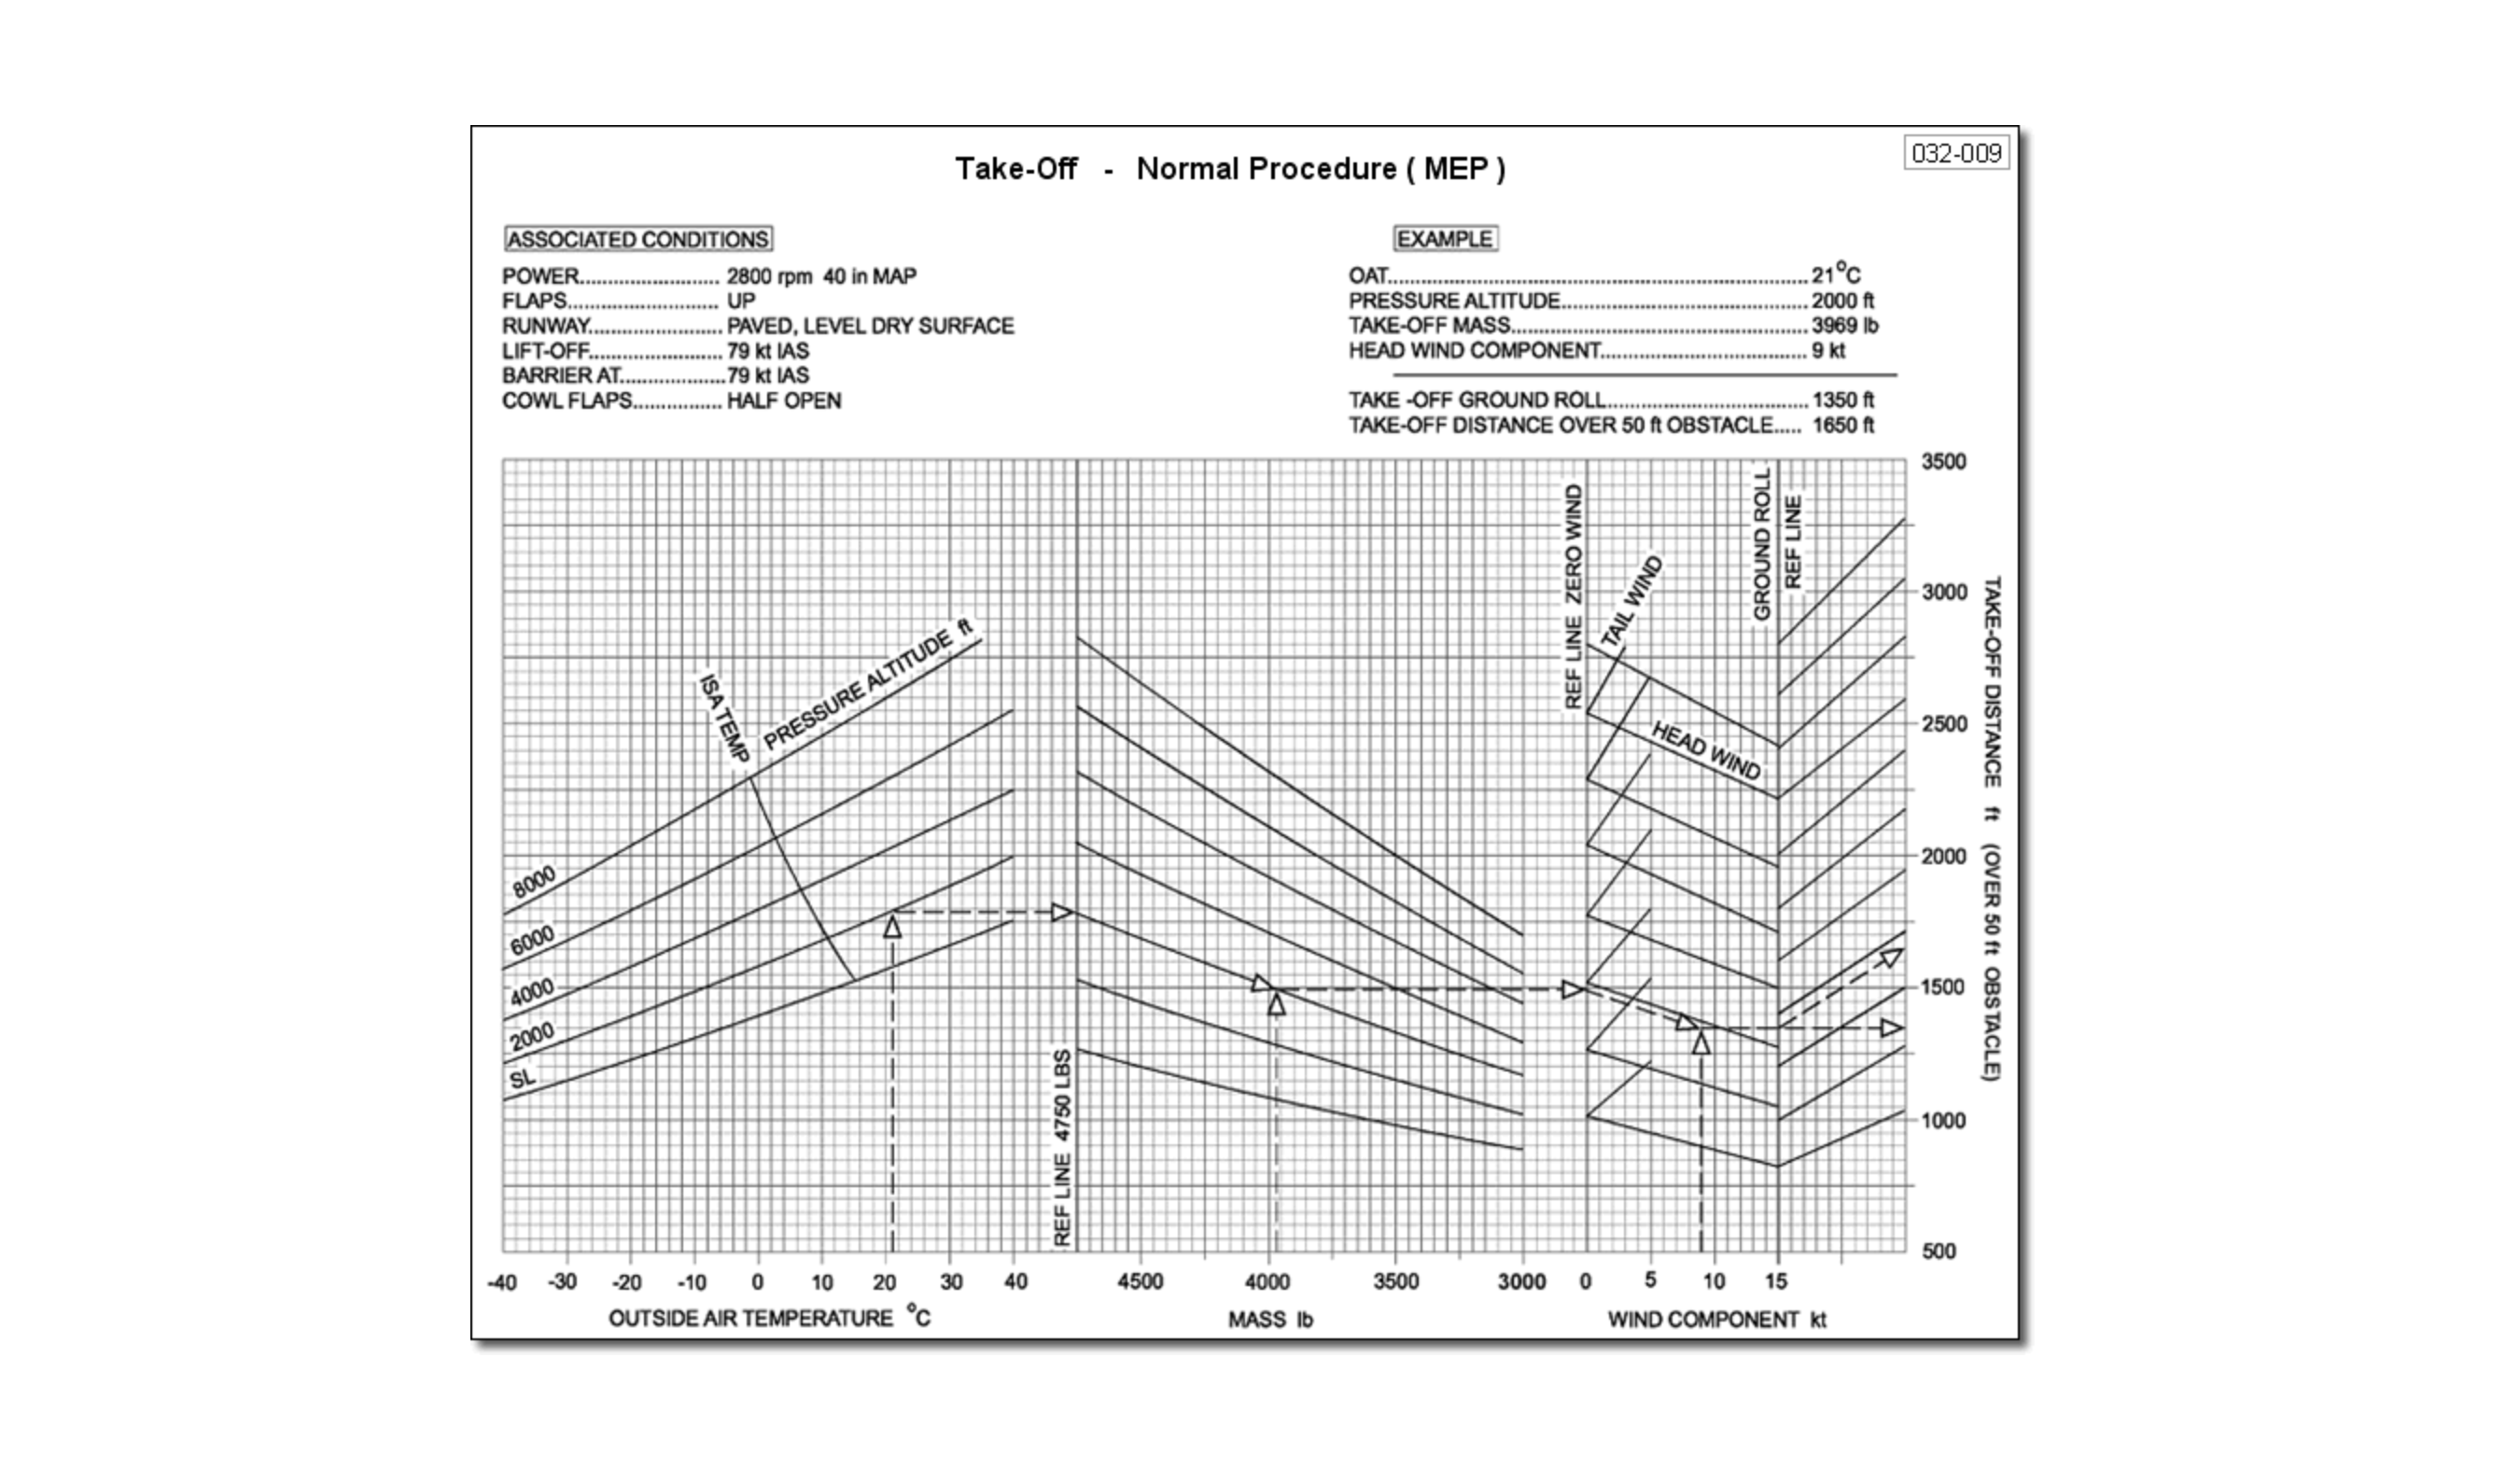 032-009
Take-Off - Normal Procedure ( MEP )
ASSOCIATED CONDITIONS
POWER......................... 2800 rpm 40 in MAP
FLAPS........................... UP
RUNWAY....................... PAVED, LEVEL DRY SURFACE
LIFT-OFF....................... 79 kt IAS
BARRIER AT................... 79 kt IAS
COWL FLAPS................ HALF OPEN
EXAMPLE
OAT.................................................................. 21°C
PRESSURE ALTITUDE....................................... 2000 ft
TAKE-OFF MASS............................................... 3969 lb
HEAD WIND COMPONENT................................. 9 kt
TAKE -OFF GROUND ROLL................................ 1350 ft
TAKE-OFF DISTANCE OVER 50 ft OBSTACLE..... 1650 ft
ISA TEMP
PRESSURE ALTITUDE ft
8000
6000
4000
2000
SL
REF LINE 4750 LBS
REF LINE ZERO WIND
TAIL WIND
HEAD WIND
GROUND ROLL
REF LINE
3500
3000
2500
2000
1500
1000
500
TAKE-OFF DISTANCE ft (OVER 50 ft OBSTACLE)
-40 -30 -20 -10 0 10 20 30 40 4500 4000 3500 3000 0 5 10 15
OUTSIDE AIR TEMPERATURE °C
MASS lb
WIND COMPONENT kt